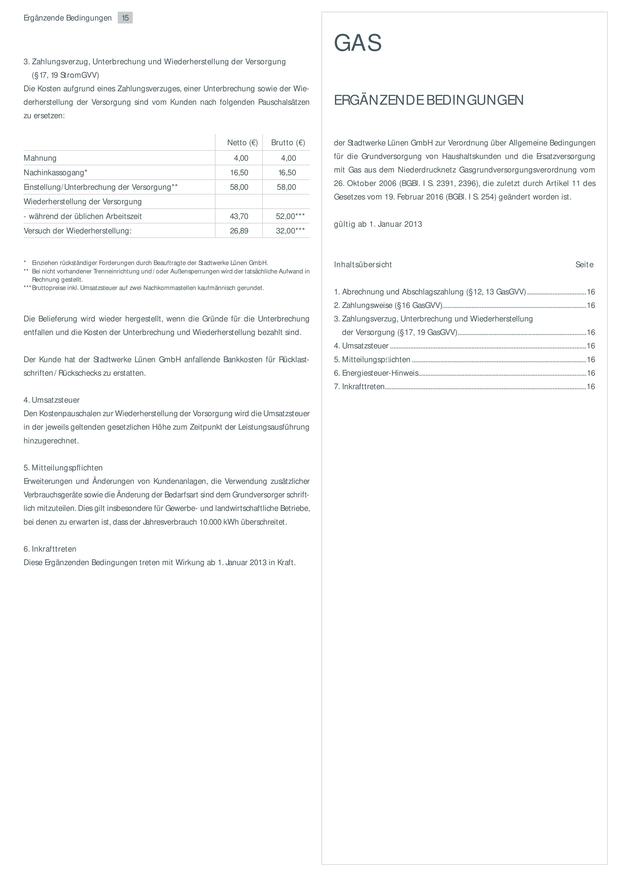 Ergänzende Bedingungen 15
3. Zahlungsverzug, Unterbrechung und Wiederherstellung der Versorgung
(§ 17, 19 StromGVV)
Die Kosten aufgrund eines Zahlungsverzuges, einer Unterbrechung sowie der Wie-
derherstellung der Versorgung sind vom Kunden nach folgenden Pauschalsätzen
zu ersetzen:
Netto (€) Brutto (€)
Mahnung 4,00 4,00
Nachinkassogang* 16,50 16,50
Einstellung/Unterbrechung der Versorgung** 58,00 58,00
Wiederherstellung der Versorgung
- während der üblichen Arbeitszeit 43,70 52,00***
Versuch der Wiederherstellung: 26,89 32,00***
* Einziehen rückständiger Forderungen durch Beauftragte der Stadtwerke Lünen GmbH.
** Bei nicht vorhandener Trenneinrichtung und / oder Außensperrungen wird der tatsächliche Aufwand in
Rechnung gestellt.
*** Bruttopreise inkl. Umsatzsteuer auf zwei Nachkommastellen kaufmännisch gerundet.
Die Belieferung wird wieder hergestellt, wenn die Gründe für die Unterbrechung
entfallen und die Kosten der Unterbrechung und Wiederherstellung bezahlt sind.
Der Kunde hat der Stadtwerke Lünen GmbH anfallende Bankkosten für Rücklast-
schriften / Rückschecks zu erstatten.
4. Umsatzsteuer
Den Kostenpauschalen zur Wiederherstellung der Versorgung wird die Umsatzsteuer
in der jeweils geltenden gesetzlichen Höhe zum Zeitpunkt der Leistungsausführung
hinzugerechnet.
5. Mitteilungspflichten
Erweiterungen und Änderungen von Kundenanlagen, die Verwendung zusätzlicher
Verbrauchsgeräte sowie die Änderung der Bedarfsart sind dem Grundversorger schrift-
lich mitzuteilen. Dies gilt insbesondere für Gewerbe- und landwirtschaftliche Betriebe,
bei denen zu erwarten ist, dass der Jahresverbrauch 10.000 kWh überschreitet.
6. Inkrafttreten
Diese Ergänzenden Bedingungen treten mit Wirkung ab 1. Januar 2013 in Kraft.
GAS
ERGÄNZENDE BEDINGUNGEN
der Stadtwerke Lünen GmbH zur Verordnung über Allgemeine Bedingungen
für die Grundversorgung von Haushaltskunden und die Ersatzversorgung
mit Gas aus dem Niederdrucknetz Gasgrundversorgungsverordnung vom
26. Oktober 2006 (BGBl. I S. 2391, 2396), die zuletzt durch Artikel 11 des
Gesetzes vom 19. Februar 2016 (BGBl. I S. 254) geändert worden ist.
gültig ab 1. Januar 2013
Inhaltsübersicht Seite
1. Abrechnung und Abschlagszahlung (§ 12, 13 GasGVV)........16
2. Zahlungsweise (§ 16 GasGVV)........16
3. Zahlungsverzug, Unterbrechung und Wiederherstellung
der Versorgung (§ 17, 19 GasGVV)........16
4. Umsatzsteuer........16
5. Mitteilungspflichten........16
6. Energiesteuer-Hinweis........16
7. Inkrafttreten........16